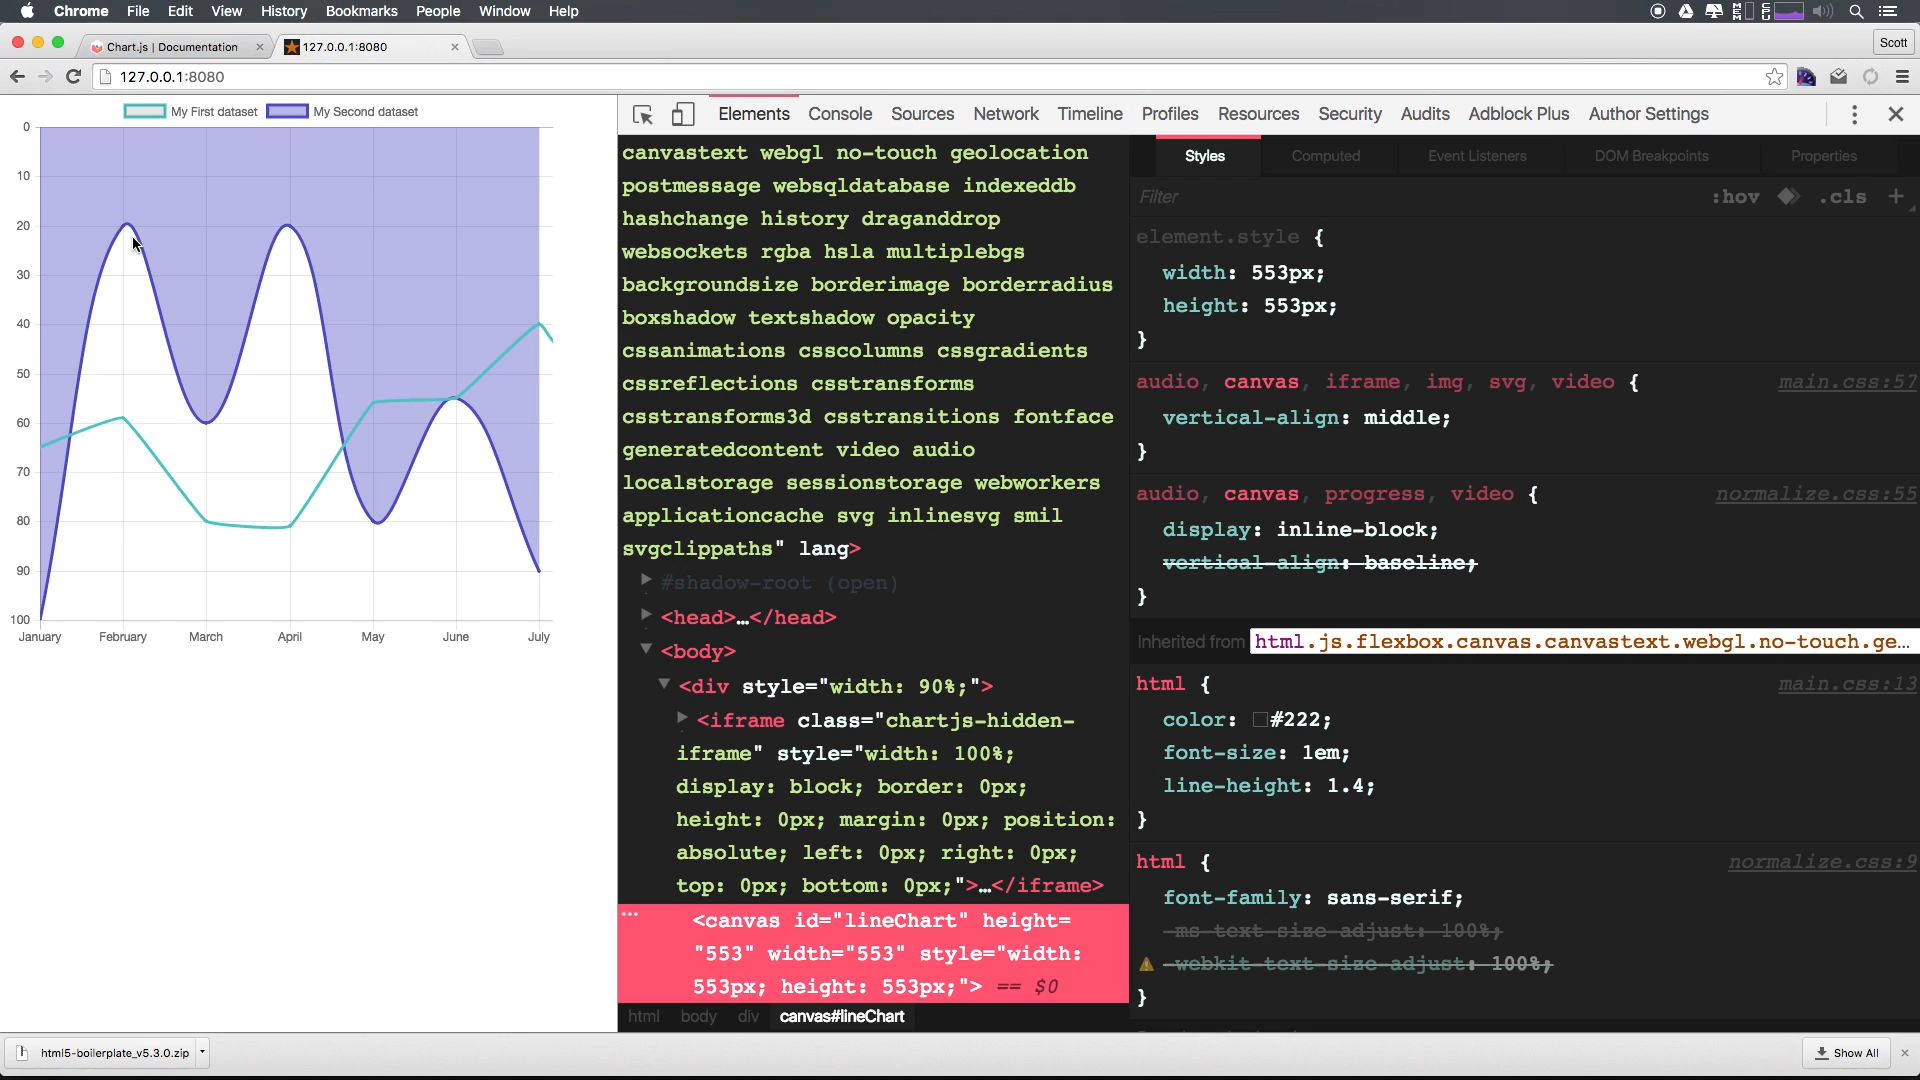 Chrome File Edit View History Bookmarks People Window Help
Chart.js | Documentation
127.0.0.1:8080
Scott
127.0.0.1:8080
My First dataset My Second dataset
0
10
20
30
40
50
60
70
80
90
100
January February March April May June July
Elements Console Sources Network Timeline Profiles Resources Security Audits Adblock Plus Author Settings
canvastext webgl no-touch geolocation
postmessage websqldatabase indexeddb
hashchange history draganddrop
websockets rgba hsla multiplebgs
backgroundsize borderimage borderradius
boxshadow textshadow opacity
cssanimations csscolumns cssgradients
cssreflections csstransforms
csstransforms3d csstransitions fontface
generatedcontent video audio
localstorage sessionstorage webworkers
applicationcache svg inlinesvg smil
svgclippaths" lang>
#shadow-root (open)
<head>…</head>
<body>
<div style="width: 90%;">
<iframe class="chartjs-hidden-
iframe" style="width: 100%;
display: block; border: 0px;
height: 0px; margin: 0px; position:
absolute; left: 0px; right: 0px;
top: 0px; bottom: 0px;">…</iframe>
<canvas id="lineChart" height=
"553" width="553" style="width:
553px; height: 553px;"> == $0
html body div canvas#lineChart
Styles Computed Event Listeners DOM Breakpoints Properties
Filter :hov .cls +
element.style {
width: 553px;
height: 553px;
}
audio, canvas, iframe, img, svg, video { main.css:57
vertical-align: middle;
}
audio, canvas, progress, video { normalize.css:55
display: inline-block;
vertical-align: baseline;
}
Inherited from html.js.flexbox.canvas.canvastext.webgl.no-touch.ge…
html { main.css:13
color: #222;
font-size: 1em;
line-height: 1.4;
}
html { normalize.css:9
font-family: sans-serif;
-ms-text-size-adjust: 100%;
-webkit-text-size-adjust: 100%;
}
html5-boilerplate_v5.3.0.zip
Show All